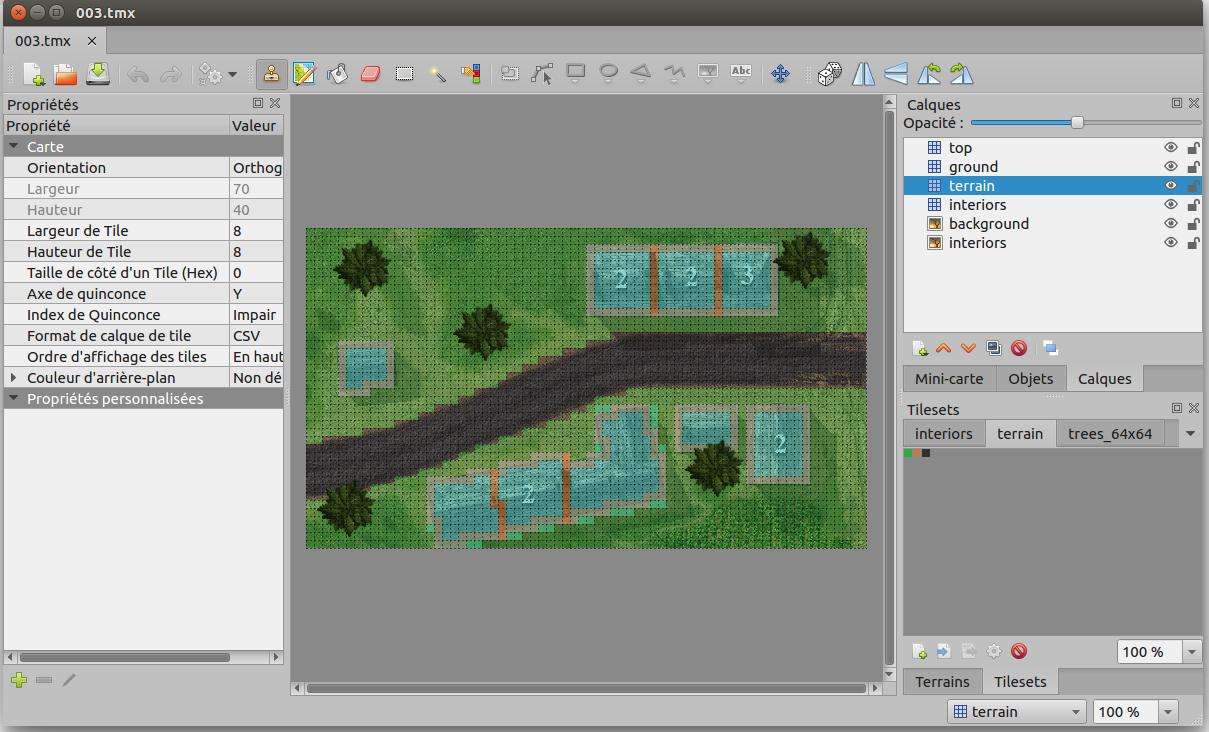 003.tmx
003.tmx
Abc
Propriétés
Propriété Valeur
Carte
Orientation Orthog
Largeur 70
Hauteur 40
Largeur de Tile 8
Hauteur de Tile 8
Taille de côté d'un Tile (Hex) 0
Axe de quinconce Y
Index de Quinconce Impair
Format de calque de tile CSV
Ordre d'affichage des tiles En haut
Couleur d'arrière-plan Non dé
Propriétés personnalisées
2 2 3
2
2
Calques
Opacité :
top
ground
terrain
interiors
background
interiors
Mini-carte Objets Calques
Tilesets
interiors terrain trees_64x64
100 %
Terrains Tilesets
terrain 100 %